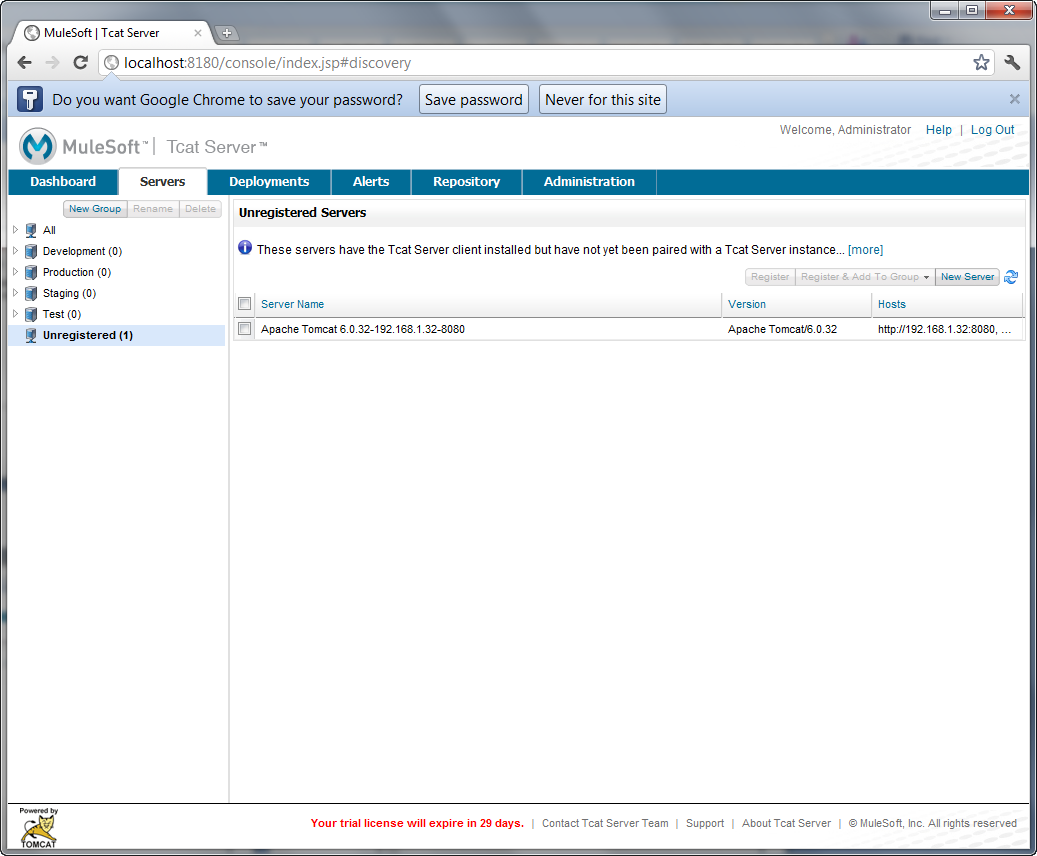 MuleSoft | Tcat Server
localhost:8180/console/index.jsp#discovery
Do you want Google Chrome to save your password? Save password Never for this site
Welcome, Administrator Help | Log Out
MuleSoft™ | Tcat Server™
Dashboard Servers Deployments Alerts Repository Administration
New Group Rename Delete
All
Development (0)
Production (0)
Staging (0)
Test (0)
Unregistered (1)
Unregistered Servers
These servers have the Tcat Server client installed but have not yet been paired with a Tcat Server instance... [more]
Register Register & Add To Group New Server
Server Name Version Hosts
Apache Tomcat 6.0.32-192.168.1.32-8080 Apache Tomcat/6.0.32 http://192.168.1.32:8080, ...
Powered by
TOMCAT
Your trial license will expire in 29 days. | Contact Tcat Server Team | Support | About Tcat Server | © MuleSoft, Inc. All rights reserved